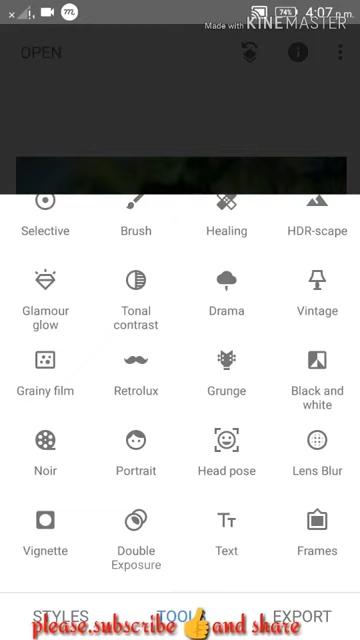 74% 4:07 p.m.
Made with KINEMASTER
OPEN
Selective Brush Healing HDR-scape
Glamour glow Tonal contrast Drama Vintage
Grainy film Retrolux Grunge Black and white
Noir Portrait Head pose Lens Blur
Vignette Double Exposure Text Frames
STYLES TOOLS EXPORT
please.subscribe 👍and share